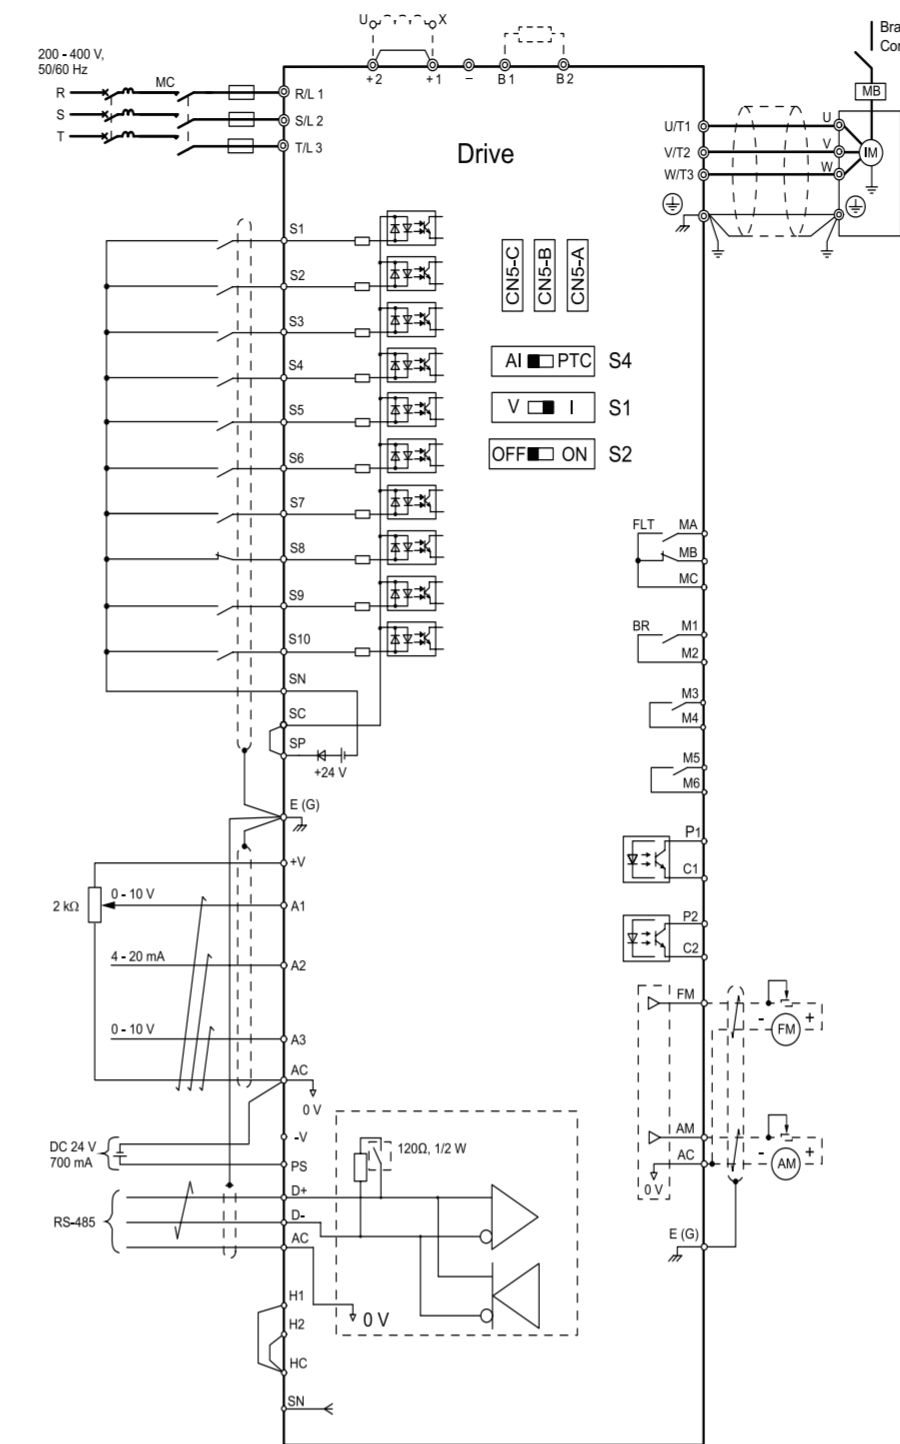 U X
200 - 400 V,
50/60 Hz
MC
R
S
T
R/L 1
S/L 2
T/L 3
+2 +1 – B 1 B 2
Drive
Bra
Cor
MB
U/T1 U
V/T2 V
W/T3 W
IM
S1
S2
S3
S4
S5
S6
S7
S8
S9
S10
SN
SC
SP
+24 V
E (G)
CN5-C
CN5-B
CN5-A
AI PTC S4
V I S1
OFF ON S2
FLT MA
MB
MC
BR M1
M2
M3
M4
M5
M6
P1
C1
P2
C2
FM
- FM +
AM
AC
- AM +
0 V
E (G)
+V
2 kΩ
0 - 10 V
A1
4 - 20 mA
A2
0 - 10 V
A3
AC
0 V
-V
DC 24 V
700 mA
PS
120Ω, 1/2 W
RS-485
D+
D-
AC
0 V
H1
H2
HC
SN